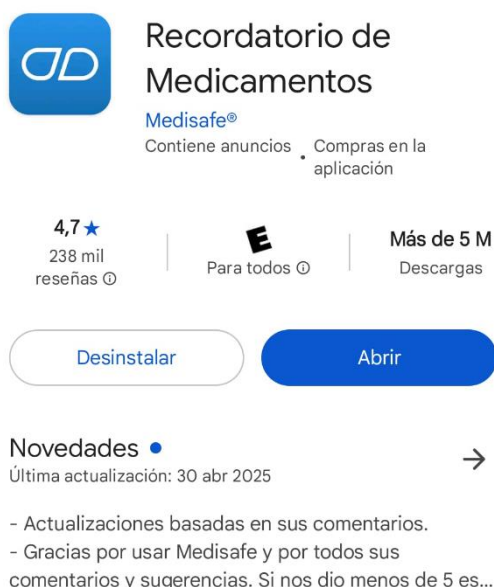 Recordatorio de
Medicamentos
Medisafe®
Contiene anuncios · Compras en la
aplicación
4,7 ★
238 mil
reseñas ⓘ
E
Para todos ⓘ
Más de 5 M
Descargas
Desinstalar
Abrir
Novedades •
Última actualización: 30 abr 2025
- Actualizaciones basadas en sus comentarios.
- Gracias por usar Medisafe y por todos sus
comentarios y sugerencias. Si nos dio menos de 5 es...